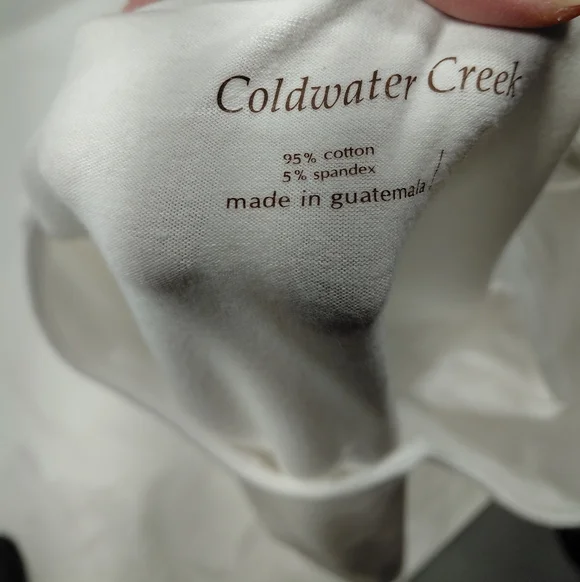 Coldwater Creek
95% cotton
5% spandex
made in guatemala